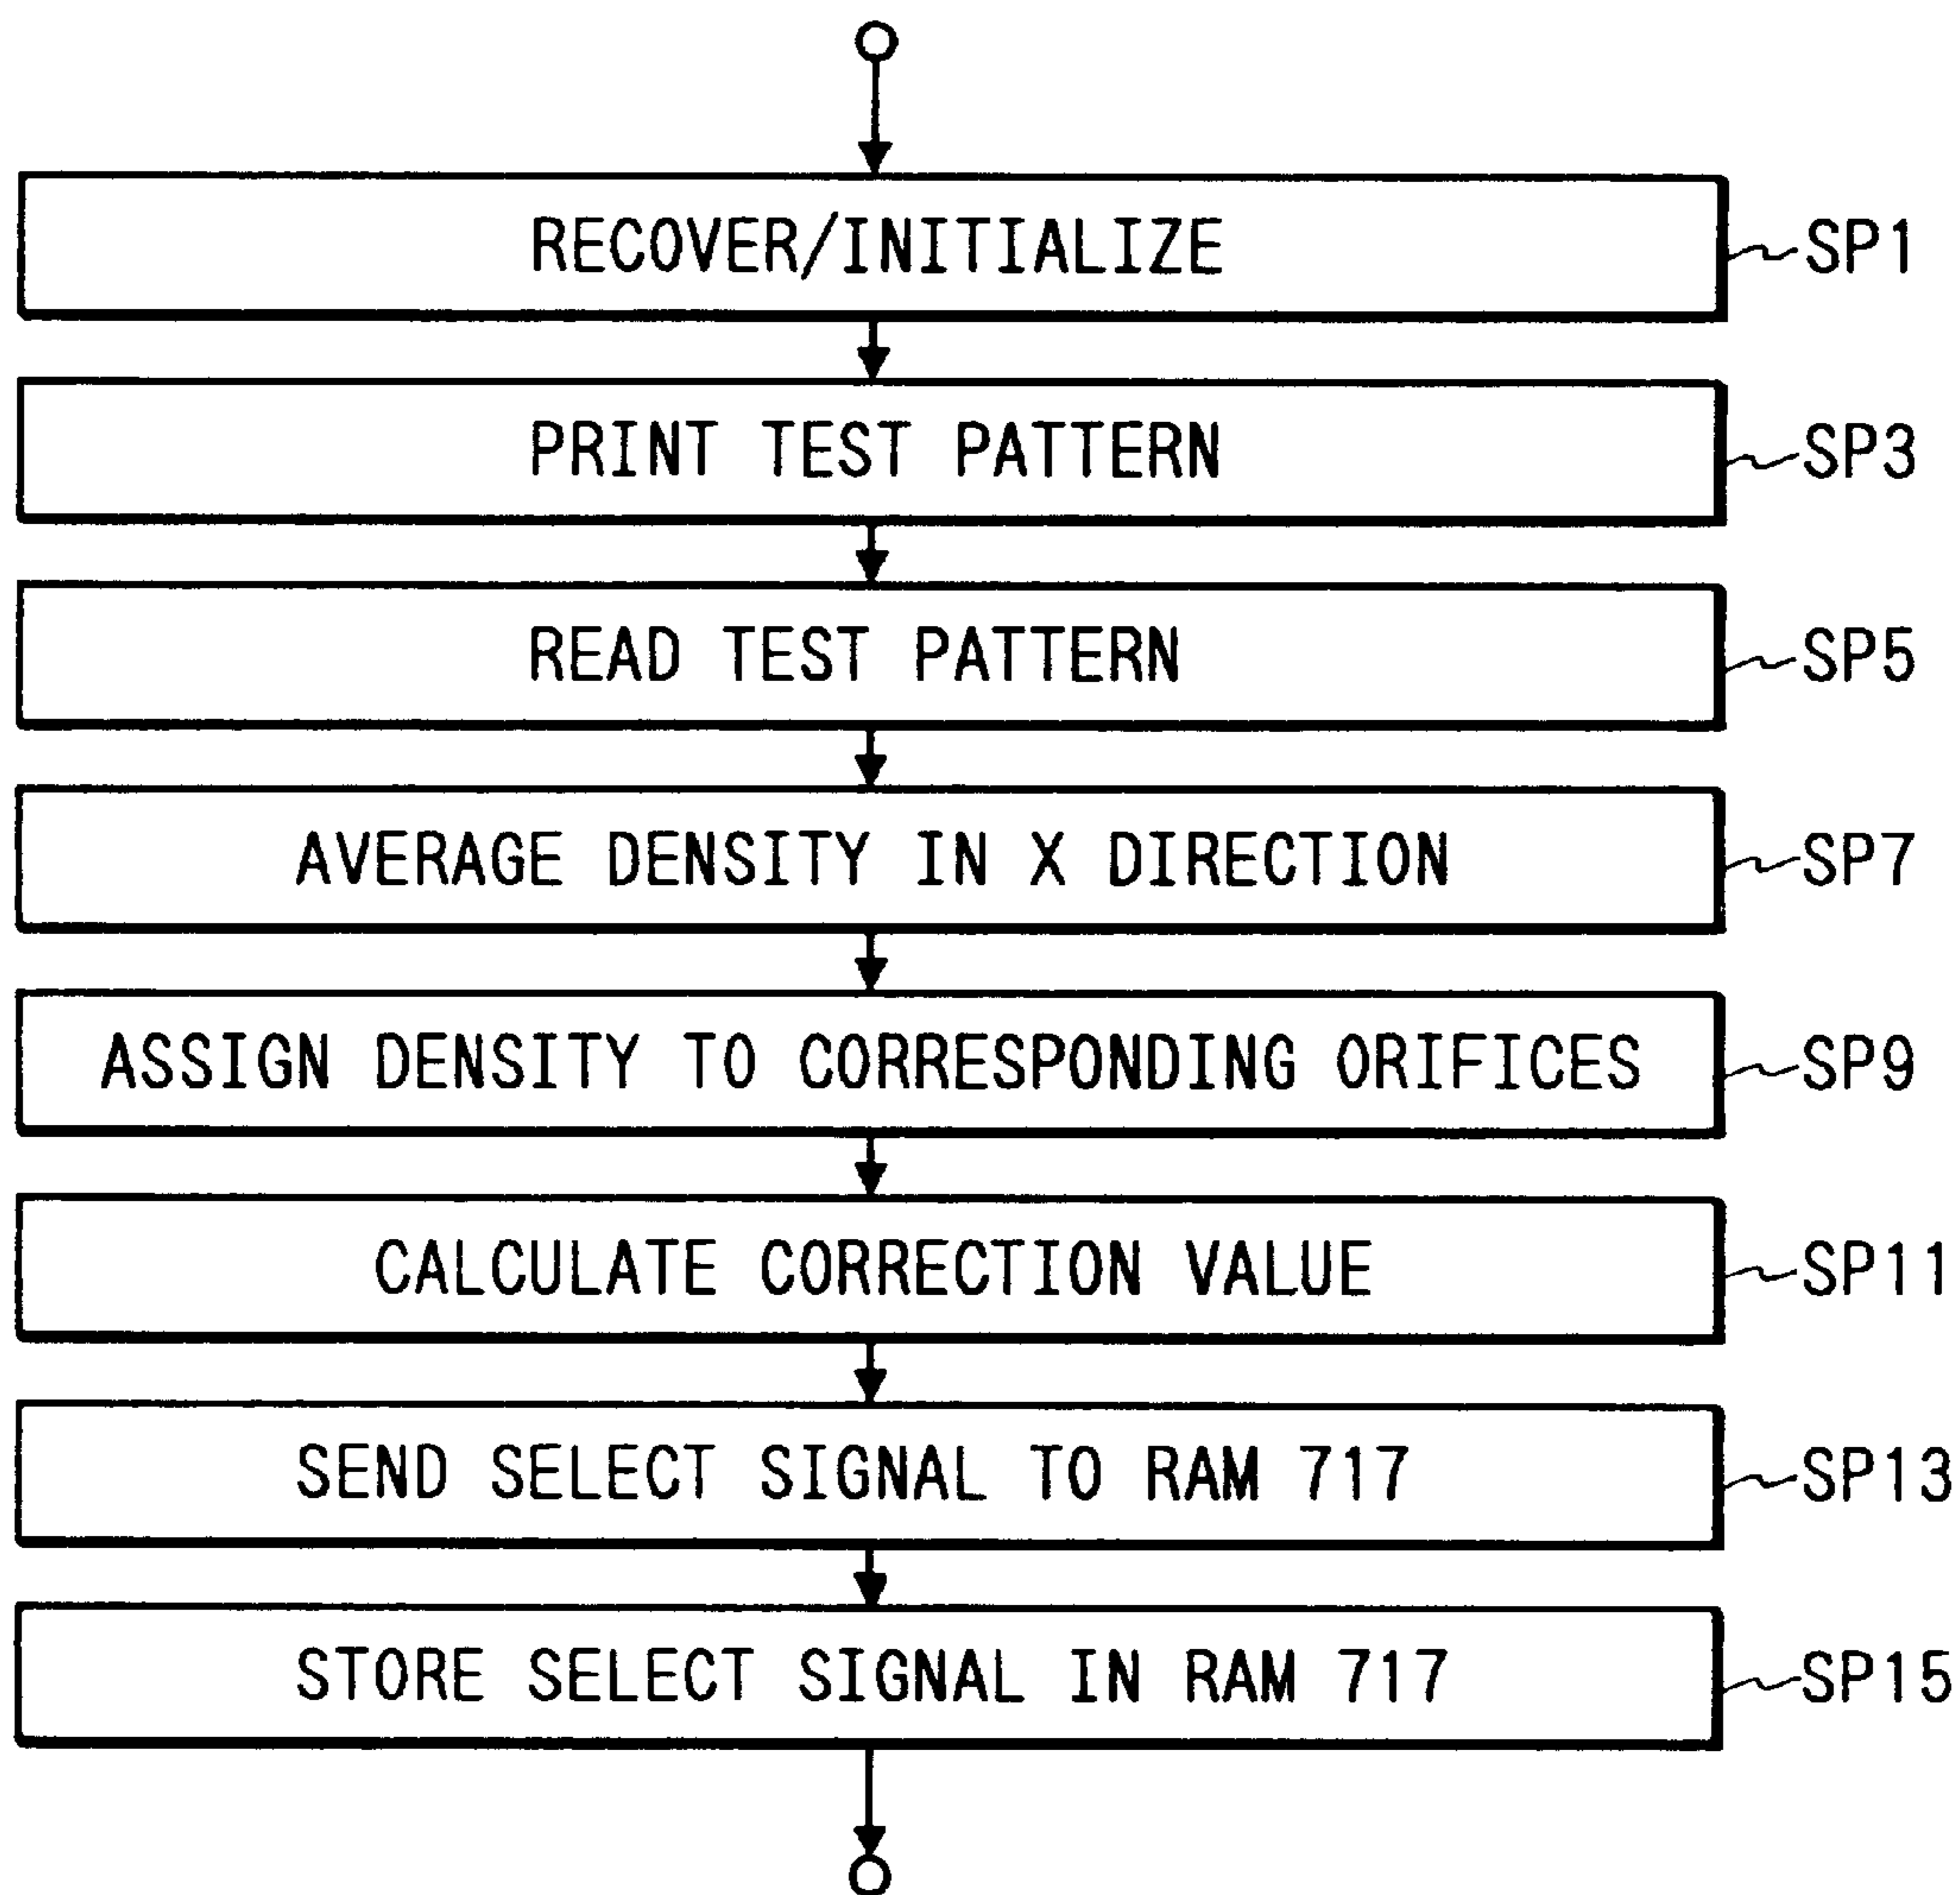 RECOVER/INITIALIZE SP1
PRINT TEST PATTERN SP3
READ TEST PATTERN SP5
AVERAGE DENSITY IN X DIRECTION SP7
ASSIGN DENSITY TO CORRESPONDING ORIFICES SP9
CALCULATE CORRECTION VALUE SP11
SEND SELECT SIGNAL TO RAM 717 SP13
STORE SELECT SIGNAL IN RAM 717 SP15